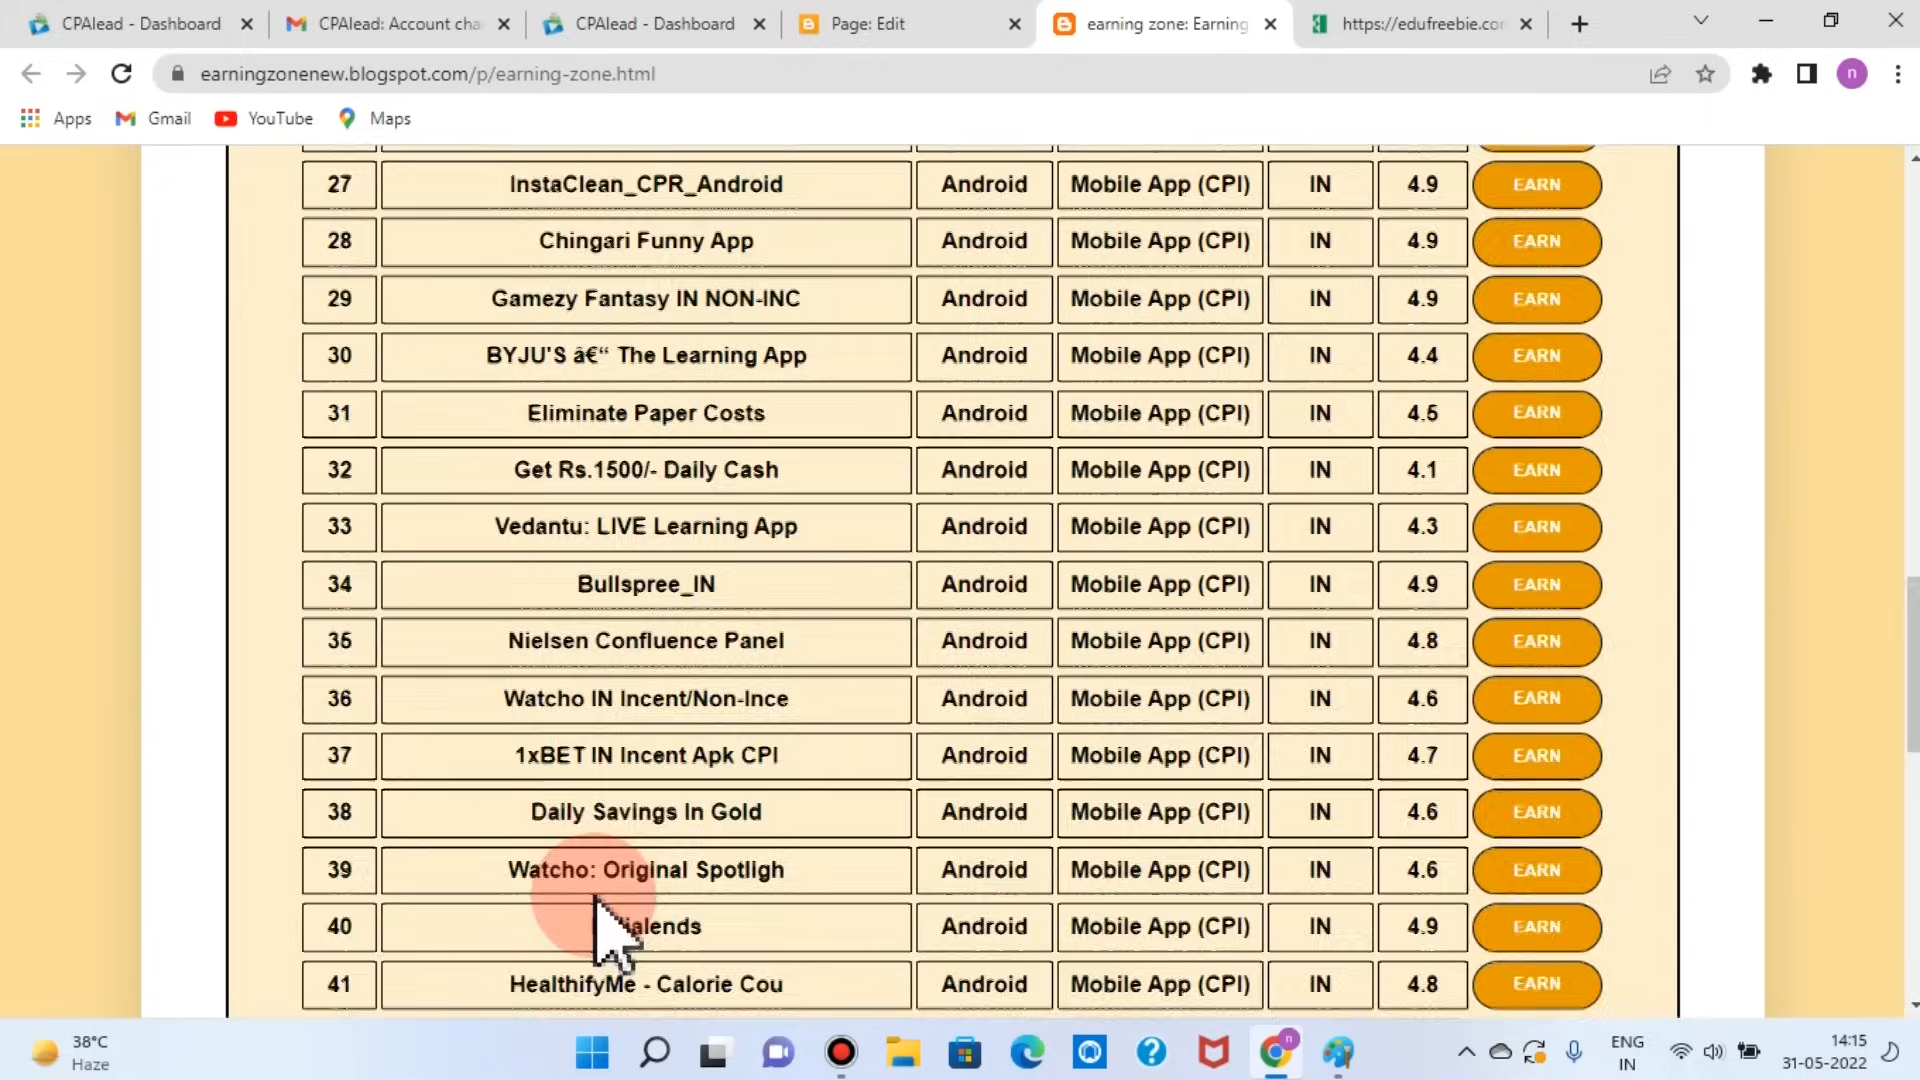 CPAlead - Dashboard
CPAlead: Account cha
CPAlead - Dashboard
Page: Edit
earning zone: Earning
https://edufreebie.cor
earningzonenew.blogspot.com/p/earning-zone.html
n
Apps
Gmail
YouTube
Maps
27 InstaClean_CPR_Android Android Mobile App (CPI) IN 4.9 EARN
28 Chingari Funny App Android Mobile App (CPI) IN 4.9 EARN
29 Gamezy Fantasy IN NON-INC Android Mobile App (CPI) IN 4.9 EARN
30 BYJU'S â€“ The Learning App Android Mobile App (CPI) IN 4.4 EARN
31 Eliminate Paper Costs Android Mobile App (CPI) IN 4.5 EARN
32 Get Rs.1500/- Daily Cash Android Mobile App (CPI) IN 4.1 EARN
33 Vedantu: LIVE Learning App Android Mobile App (CPI) IN 4.3 EARN
34 Bullspree_IN Android Mobile App (CPI) IN 4.9 EARN
35 Nielsen Confluence Panel Android Mobile App (CPI) IN 4.8 EARN
36 Watcho IN Incent/Non-Ince Android Mobile App (CPI) IN 4.6 EARN
37 1xBET IN Incent Apk CPI Android Mobile App (CPI) IN 4.7 EARN
38 Daily Savings In Gold Android Mobile App (CPI) IN 4.6 EARN
39 Watcho: Original Spotligh Android Mobile App (CPI) IN 4.6 EARN
40 Android Mobile App (CPI) IN 4.9 EARN
41 HealthifyMe - Calorie Cou Android Mobile App (CPI) IN 4.8 EARN
38°C
Haze
n
ENG
IN
14:15
31-05-2022